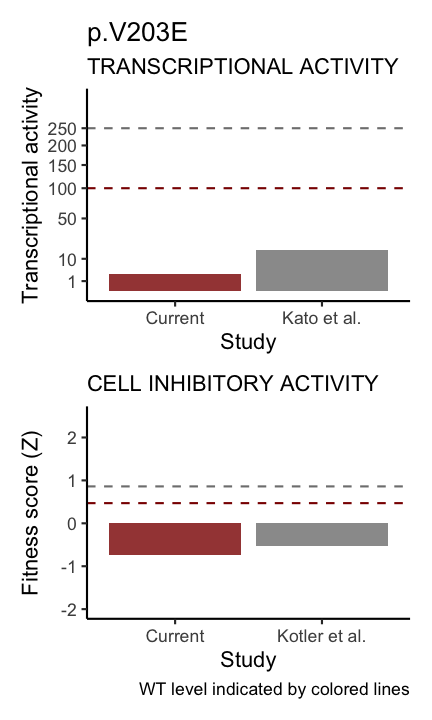 p.V203E
TRANSCRIPTIONAL ACTIVITY
Transcriptional activity
250
200
150
100
50
10
1
Current
Kato et al.
Study
CELL INHIBITORY ACTIVITY
Fitness score (Z)
2
1
0
-1
-2
Current
Kotler et al.
Study
WT level indicated by colored lines